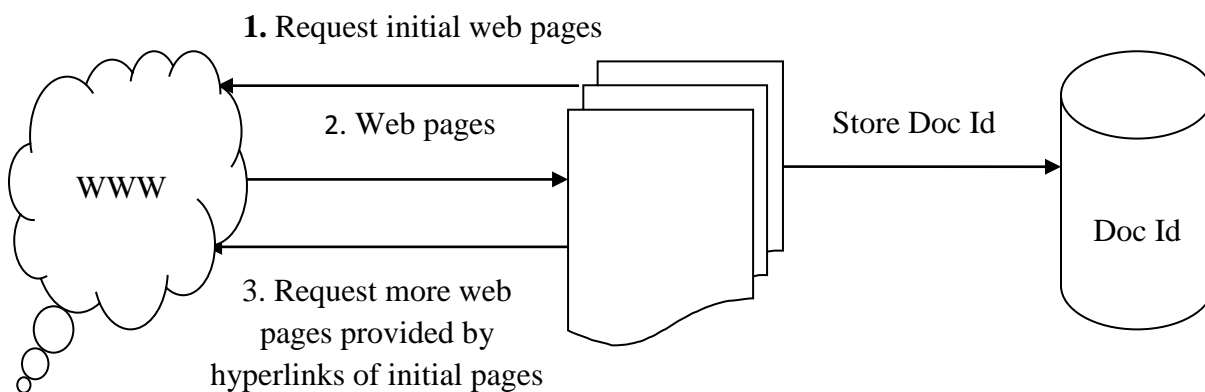 1. Request initial web pages
2. Web pages
Store Doc Id
WWW
Doc Id
3. Request more web
pages provided by
hyperlinks of initial pages